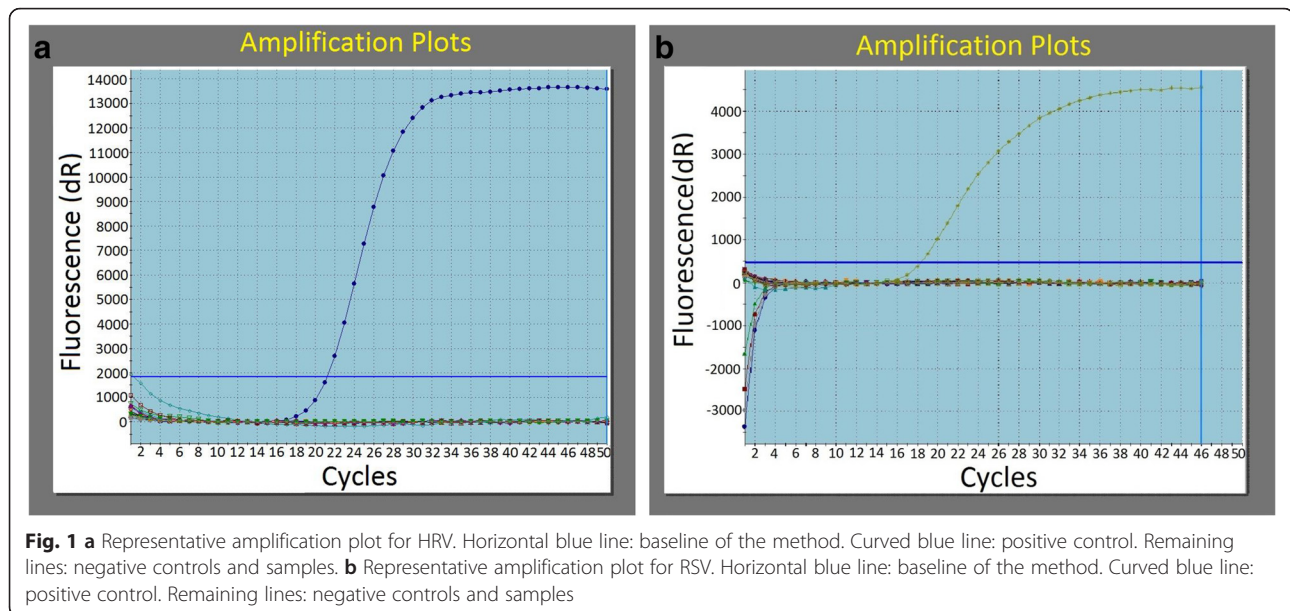 a
Amplification Plots
Fluorescence (dR)
14000
13000
12000
11000
10000
9000
8000
7000
6000
5000
4000
3000
2000
1000
0
2 4 6 8 10 12 14 16 18 20 22 24 26 28 30 32 34 36 38 40 42 44 46 48 50
Cycles
b
Amplification Plots
Fluorescence(dR)
4000
3000
2000
1000
0
-1000
-2000
-3000
2 4 6 8 10 12 14 16 18 20 22 24 26 28 30 32 34 36 38 40 42 44 46 48 50
Cycles
Fig. 1 a Representative amplification plot for HRV. Horizontal blue line: baseline of the method. Curved blue line: positive control. Remaining
lines: negative controls and samples. b Representative amplification plot for RSV. Horizontal blue line: baseline of the method. Curved blue line:
positive control. Remaining lines: negative controls and samples